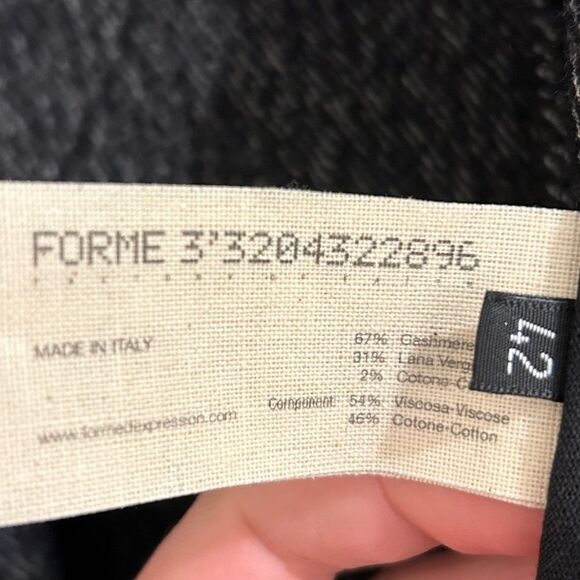 FORME 3'3204322896
MADE IN ITALY
67% Cashmere
31% Lana Verg
2% Cotone-C
Component 54% Viscosa-Viscose
46% Cotone-Cotton
www.formedexpression.com
42